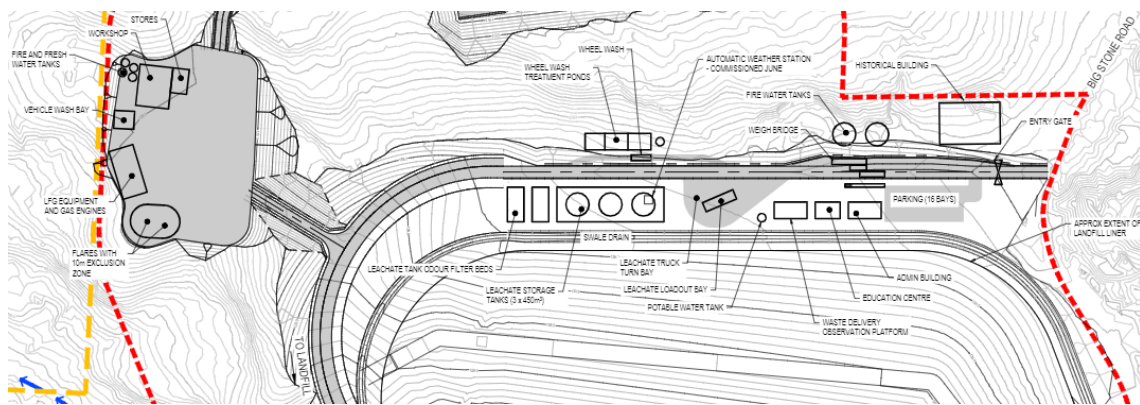 STORES
WORKSHOP
FIRE AND FRESH
WATER TANKS
VEHICLE WASH BAY
LFG EQUIPMENT
AND GAS ENGINES
FLARES WITH
10m EXCLUSION
ZONE
WHEEL WASH
WHEEL WASH
TREATMENT PONDS
AUTOMATIC WEATHER STATION
- COMMISSIONED JUNE
FIRE WATER TANKS
HISTORICAL BUILDING
BIG STONE ROAD
WEIGH BRIDGE
ENTRY GATE
PARKING (16 BAYS)
APPROX EXTENT OF
LANDFILL LINER
SWALE DRAIN
LEACHATE TANK ODOUR FILTER BEDS
LEACHATE STORAGE
TANKS (3 x 450m³)
LEACHATE TRUCK
TURN BAY
LEACHATE LOADOUT BAY
POTABLE WATER TANK
ADMIN BUILDING
EDUCATION CENTRE
WASTE DELIVERY
OBSERVATION PLATFORM
TO LANDFILL